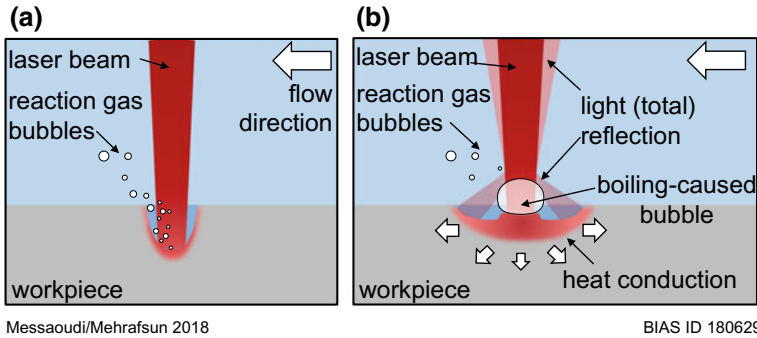 (a)
laser beam
reaction gas
bubbles
flow
direction
workpiece
(b)
laser beam
reaction gas
bubbles
light (total)
reflection
boiling-caused
bubble
heat conduction
workpiece
Messaoudi/Mehrafsun 2018
BIAS ID 180629